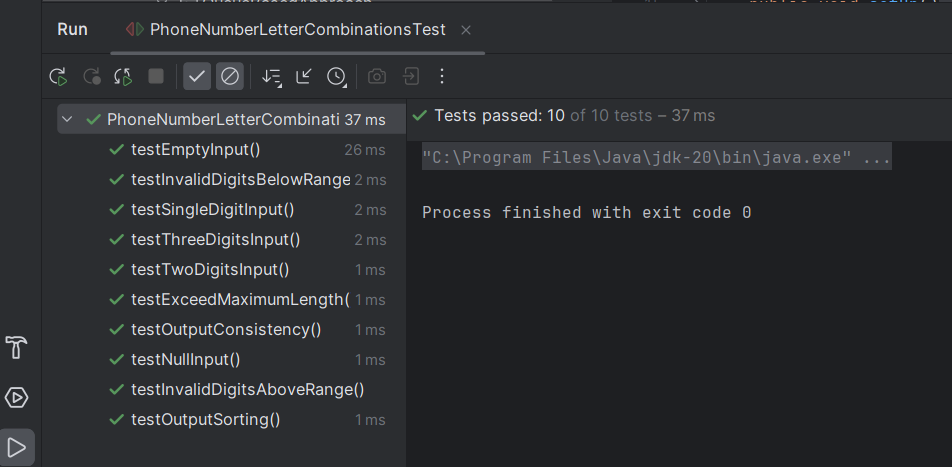 Run
PhoneNumberLetterCombinationsTest
PhoneNumberLetterCombinati 37 ms
testEmptyInput() 26 ms
testInvalidDigitsBelowRange 2 ms
testSingleDigitInput() 2 ms
testThreeDigitsInput() 2 ms
testTwoDigitsInput() 1 ms
testExceedMaximumLength( 1 ms
testOutputConsistency() 1 ms
testNullInput() 1 ms
testInvalidDigitsAboveRange()
testOutputSorting() 1 ms
Tests passed: 10 of 10 tests – 37 ms
"C:\Program Files\Java\jdk-20\bin\java.exe" ...
Process finished with exit code 0